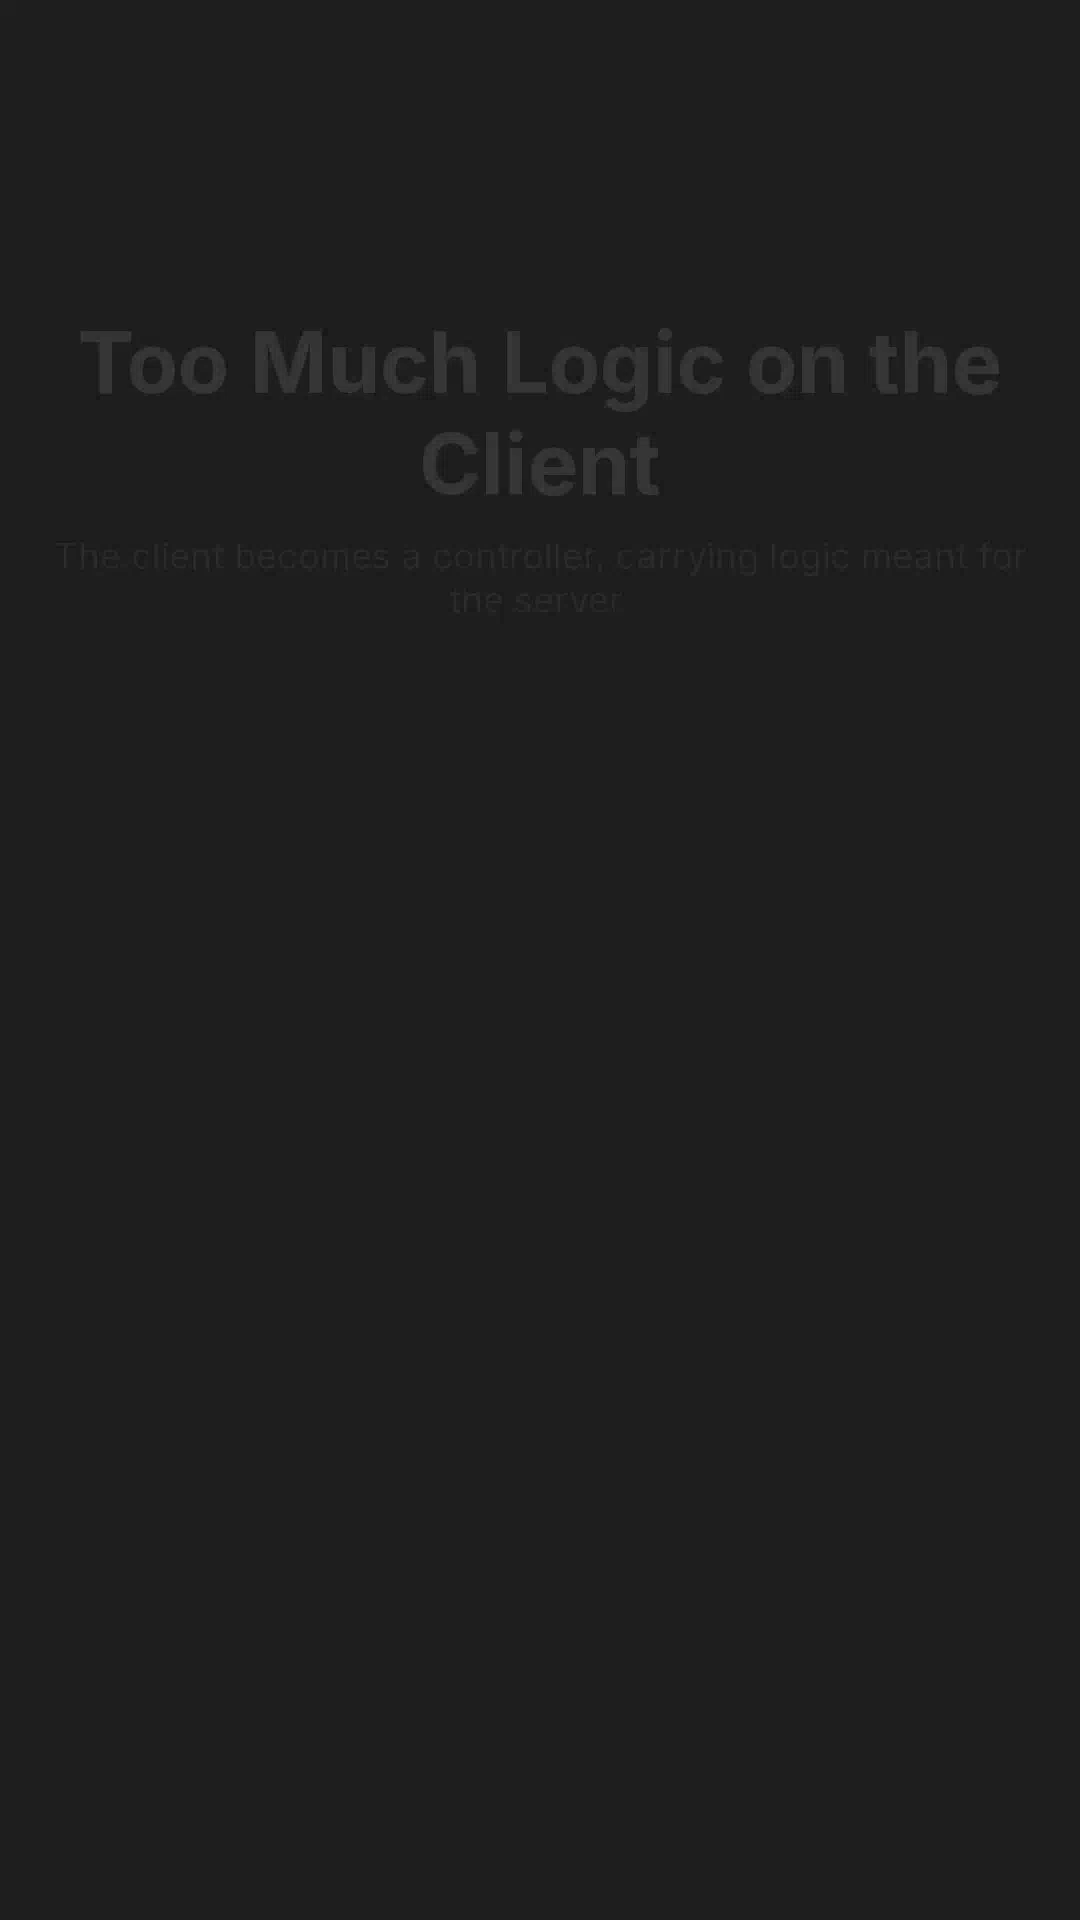 Too Much Logic on the
Client
The client becomes a controller, carrying logic meant for
the server.